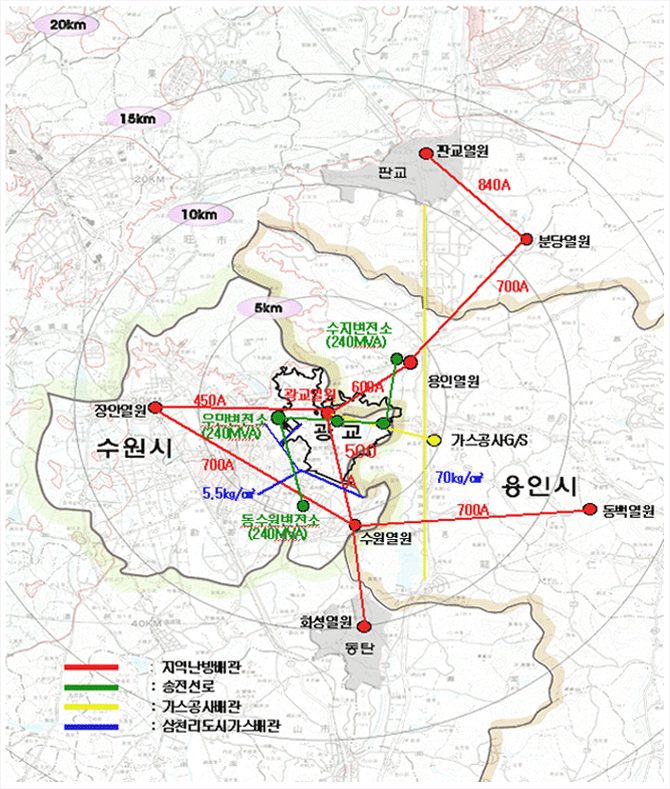 20km
15km
10km
5km
판교열원
판교
840A
분당열원
700A
수지변전소
(240MVA)
용인열원
600A
광교열원
450A
장안열원
우만변전소
(240MVA)
광교
500
A
가스공사G/S
수원시
700A
5.5kg/㎠
70kg/㎠
용인시
동수원변전소
(240MVA)
700A
동백열원
수원열원
화성열원
동탄
: 지역난방배관
: 송전선로
: 가스공사배관
: 삼천리도시가스배관
20KM
40KM